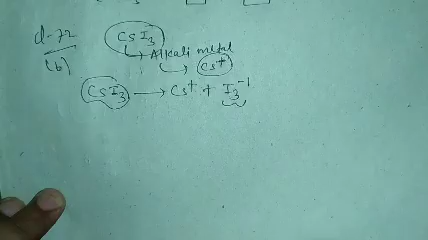 d-72
CsI3
Alkali metal
(b)
Cs+
CsI3 → Cs+ + I3-1